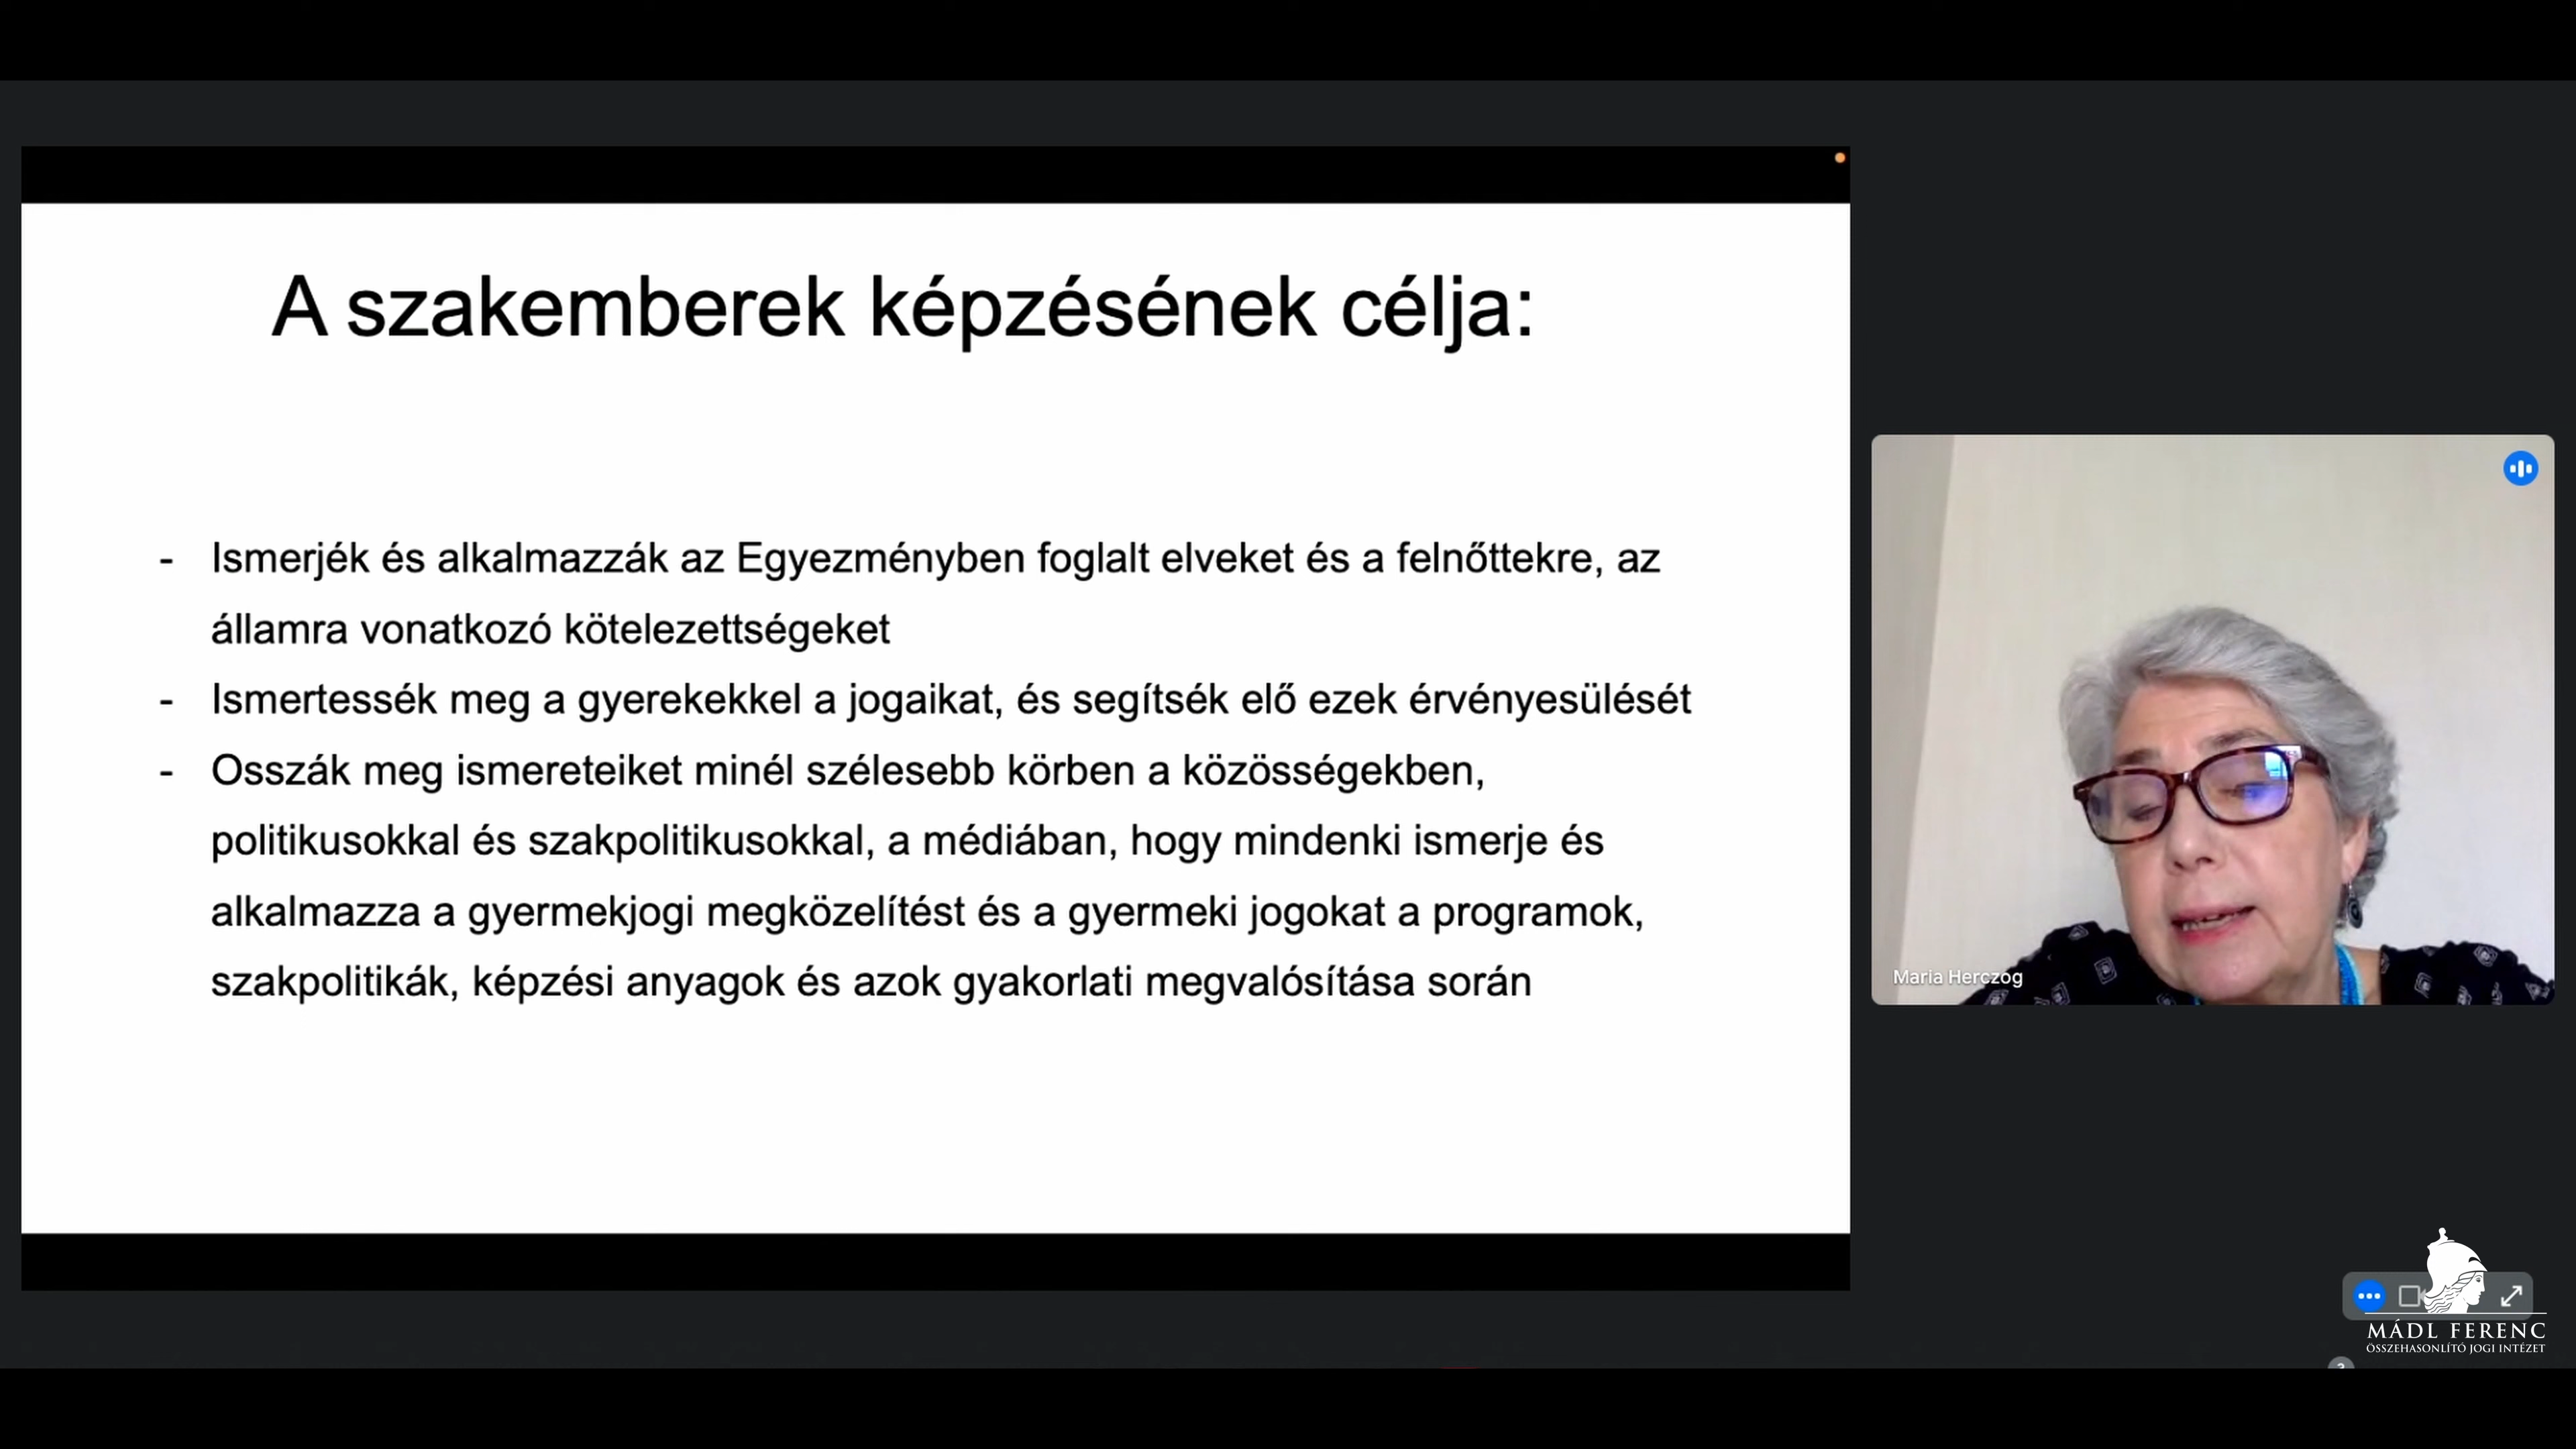 A szakemberek képzésének célja:
- Ismerjék és alkalmazzák az Egyezményben foglalt elveket és a felnőttekre, az
államra vonatkozó kötelezettségeket
- Ismertessék meg a gyerekekkel a jogaikat, és segítsék elő ezek érvényesülését
- Osszák meg ismereteiket minél szélesebb körben a közösségekben,
politikusokkal és szakpolitikusokkal, a médiában, hogy mindenki ismerje és
alkalmazza a gyermekjogi megközelítést és a gyermeki jogokat a programok,
szakpolitikák, képzési anyagok és azok gyakorlati megvalósítása során
Maria Herczog
MÁDL FERENC
ÖSSZEHASONLÍTÓ JOGI INTÉZET